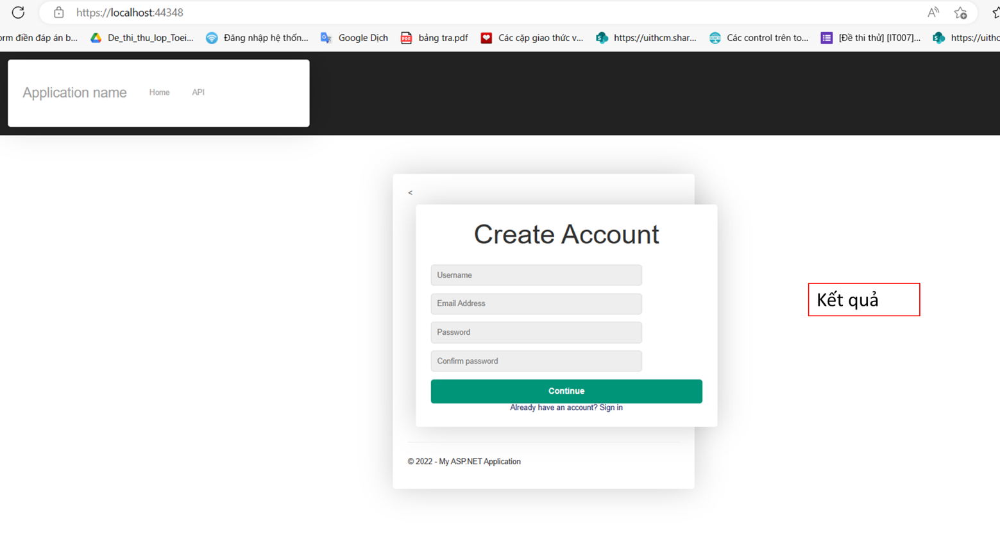 https://localhost:44348
orm điền đáp án b... De_thi_thu_lop_Toei... Đăng nhập hệ thốn... Google Dịch bảng tra.pdf Các cặp giao thức v... https://uithcm.shar... Các control trên to... [Đề thi thử] [IT007]... https://uithc
Application name Home API
<
Create Account
Username
Email Address
Password
Confirm password
Continue
Already have an account? Sign in
Kết quả
© 2022 - My ASP.NET Application